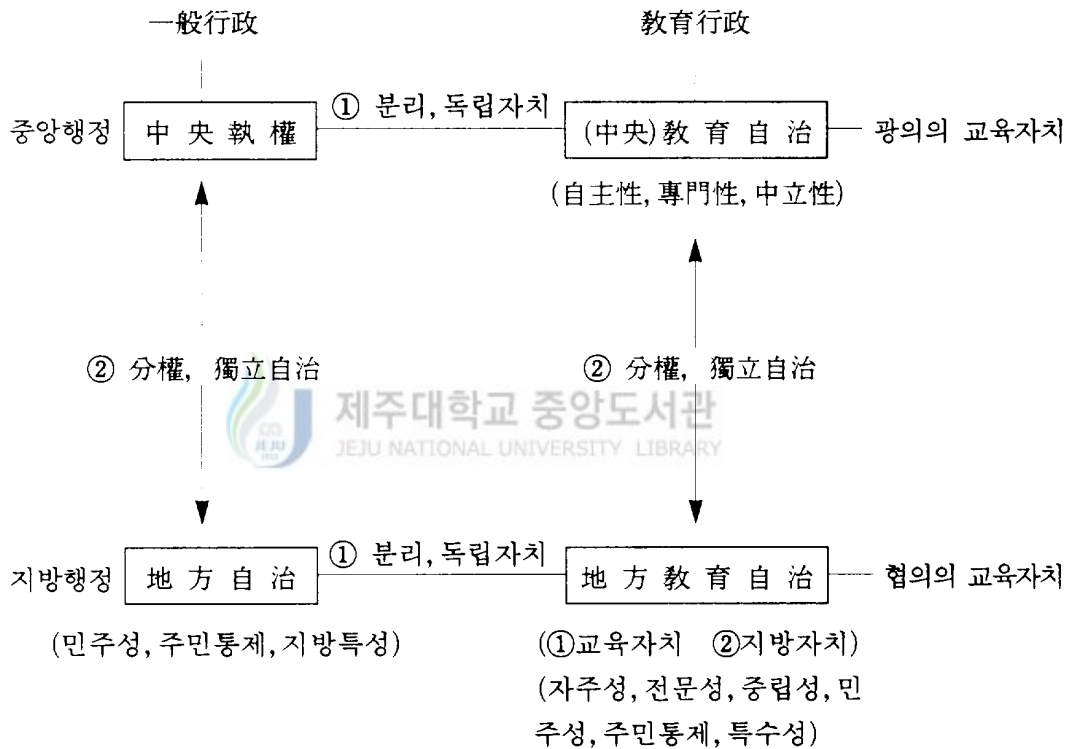 一般行政 教育行政
① 분리, 독립자치
중앙행정 中央執權 (中央)敎育自治 광의의 교육자치
(自主性, 專門性, 中立性)
② 分權, 獨立自治 ② 分權, 獨立自治
제주대학교 중앙도서관
JEJU NATIONAL UNIVERSITY LIBRARY
JEJU
1952
① 분리, 독립자치
지방행정 地方自治 地方敎育自治 협의의 교육자치
(민주성, 주민통제, 지방특성) (①교육자치 ②지방자치)
(자주성, 전문성, 중립성, 민
주성, 주민통제, 특수성)